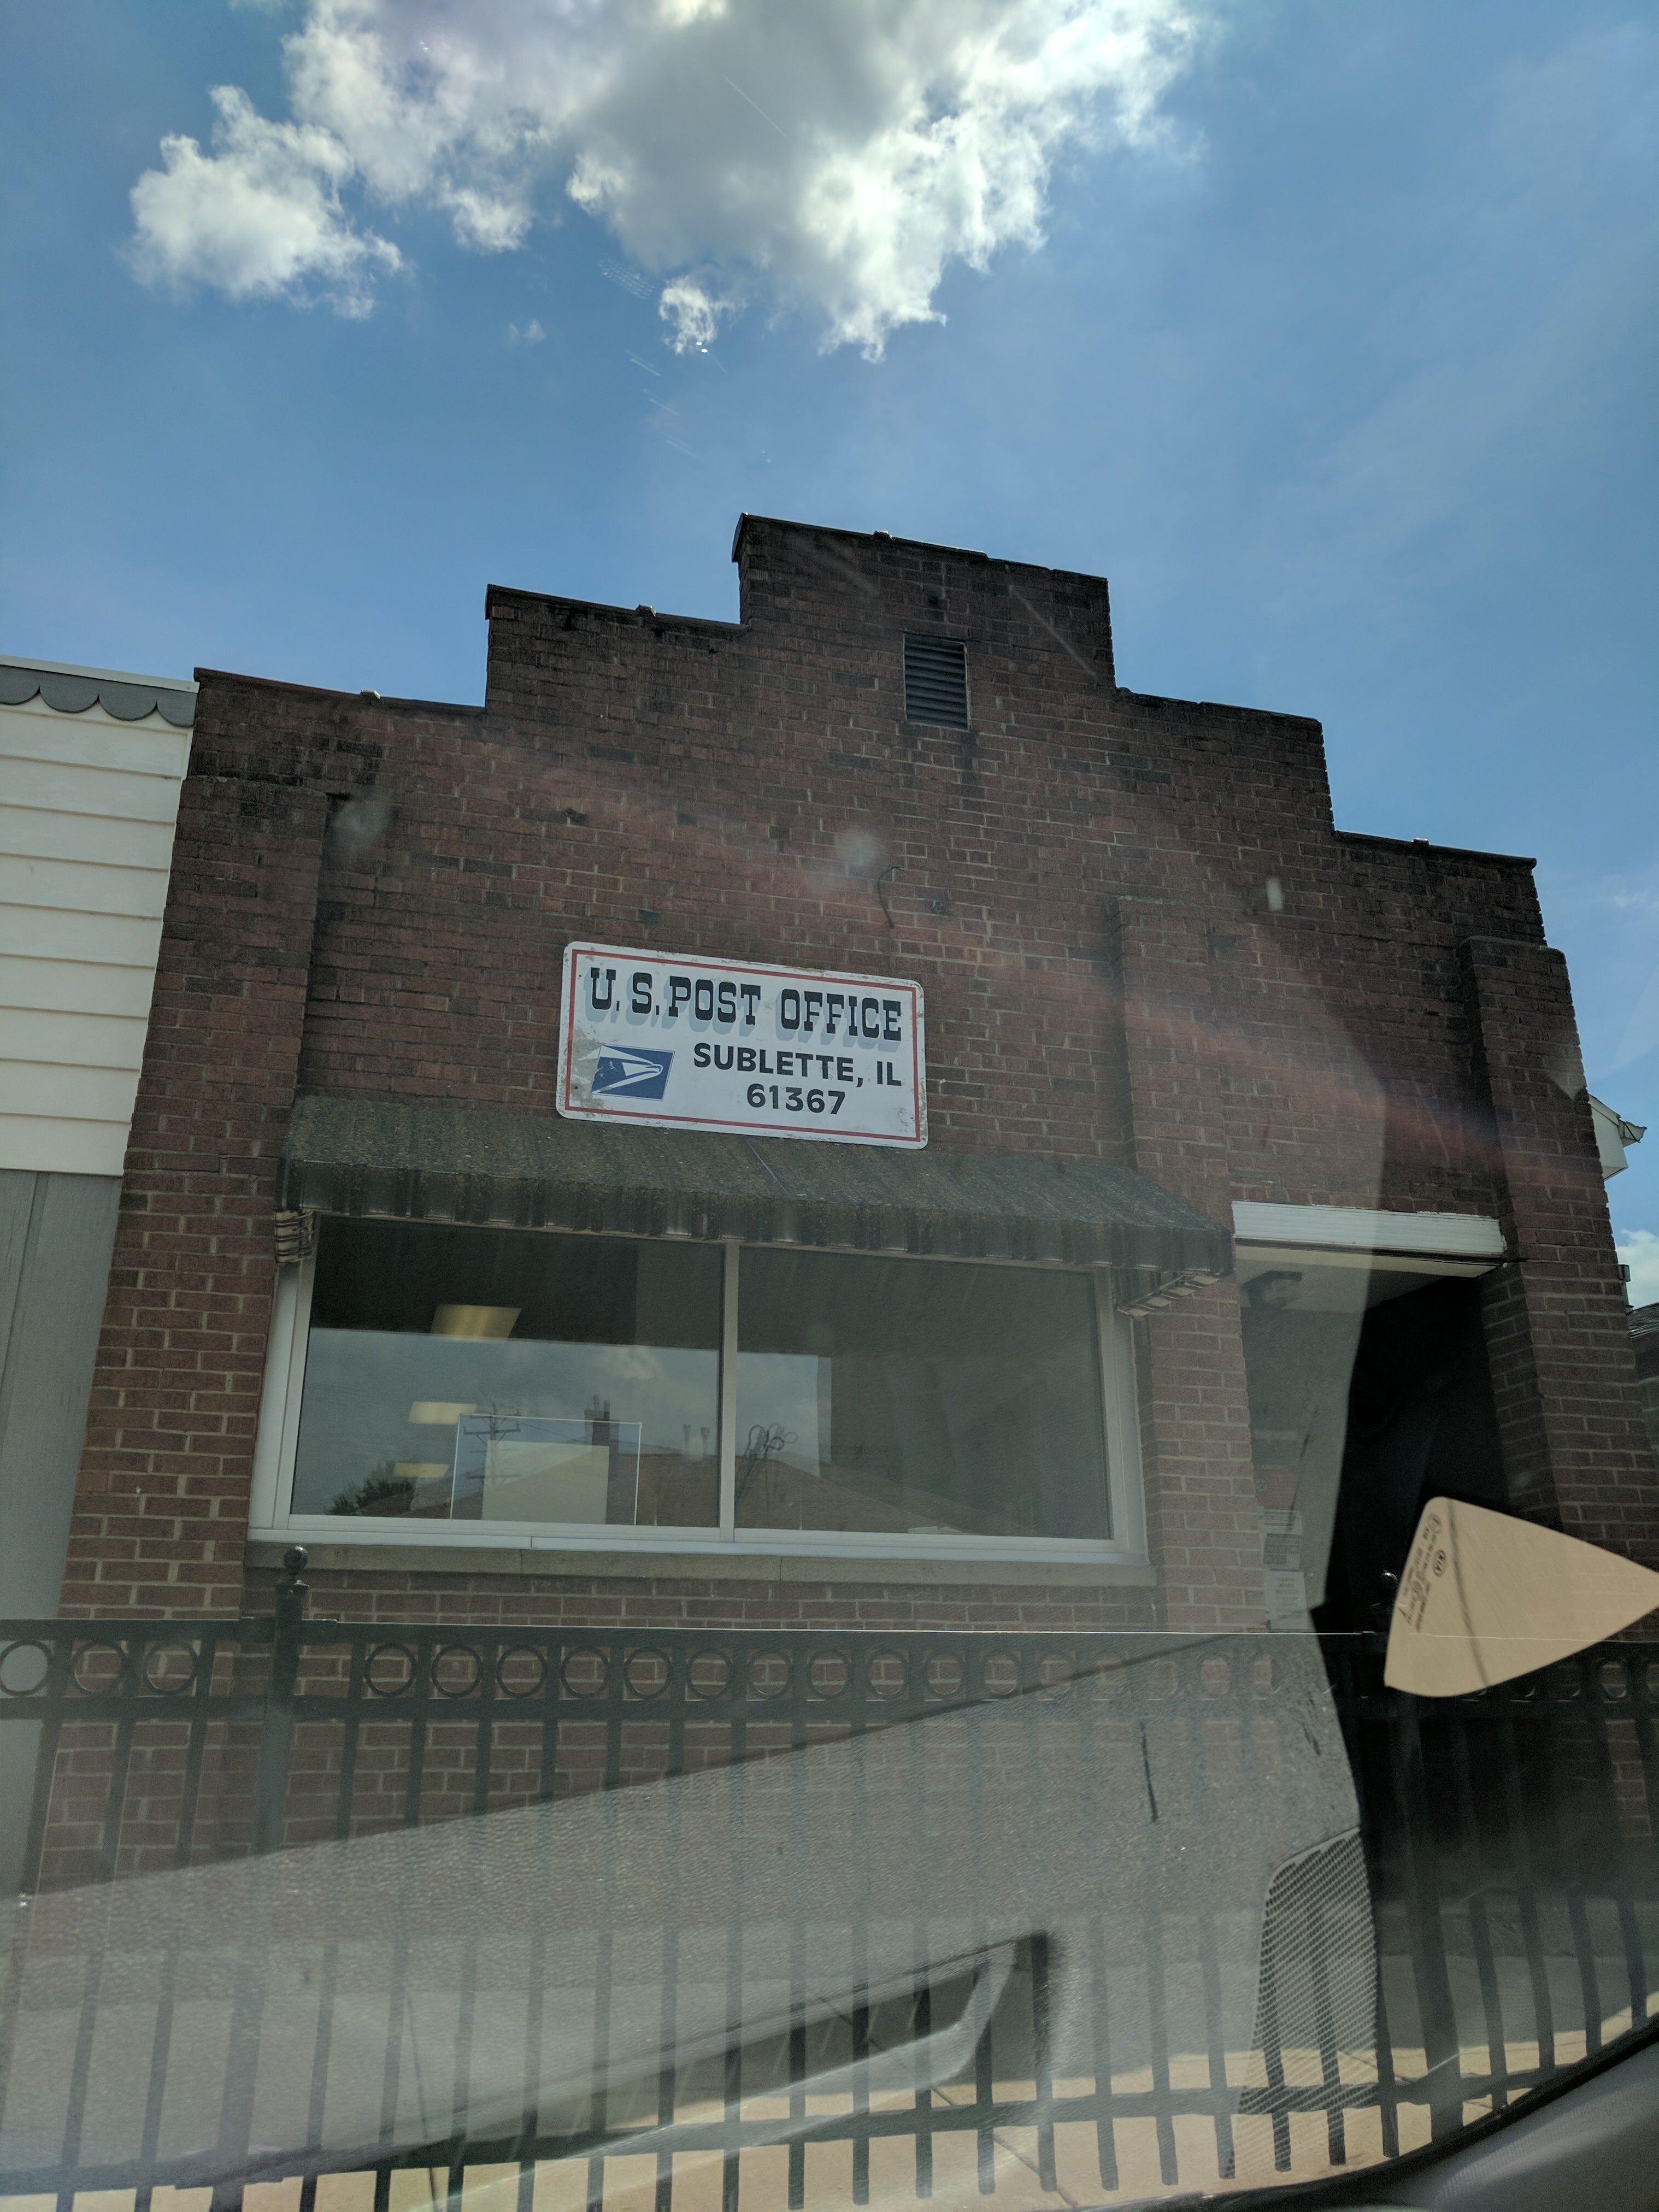 U.S. POST OFFICE
SUBLETTE, IL
61367